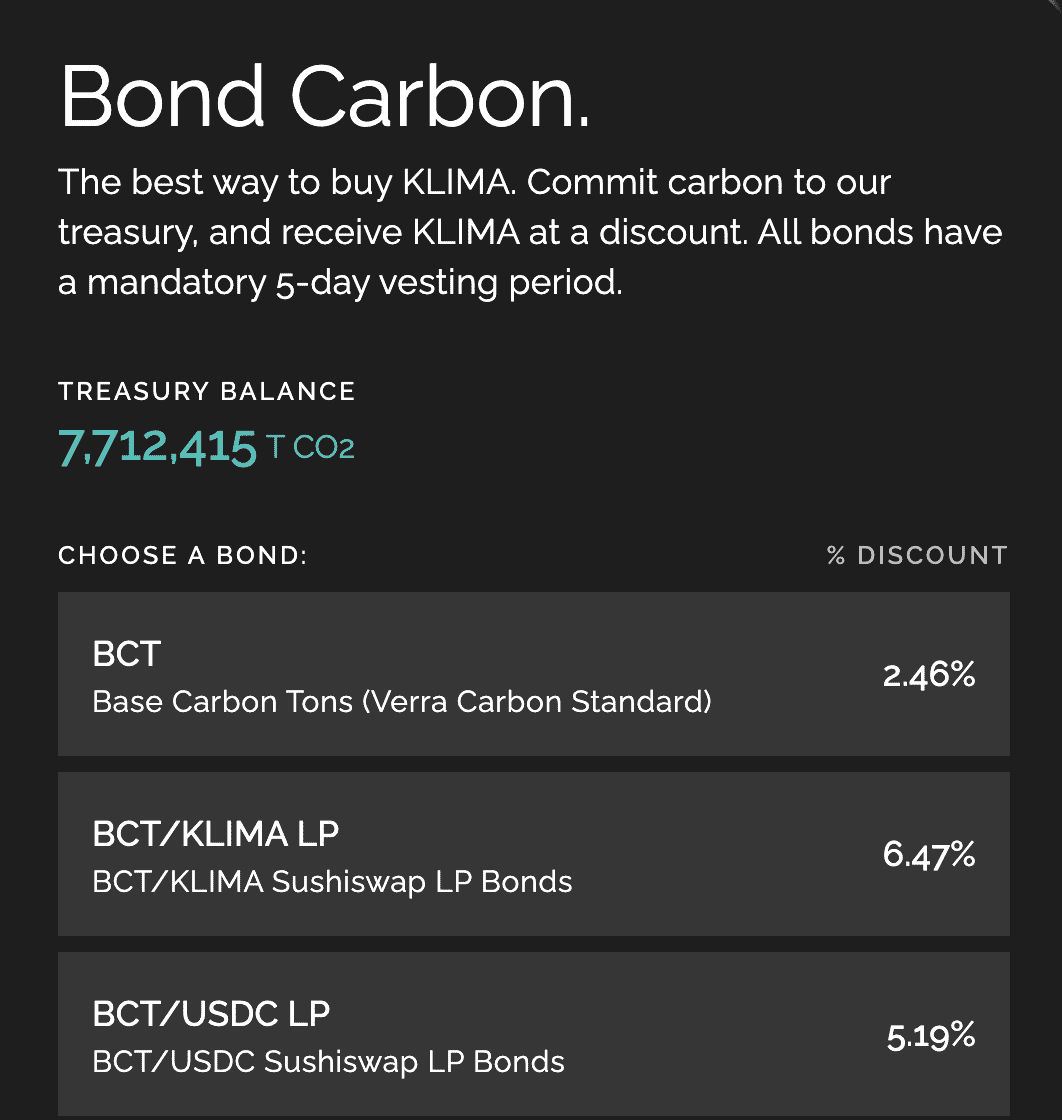 Bond Carbon.
The best way to buy KLIMA. Commit carbon to our
treasury, and receive KLIMA at a discount. All bonds have
a mandatory 5-day vesting period.
TREASURY BALANCE
7,712,415 T CO2
CHOOSE A BOND: % DISCOUNT
BCT
Base Carbon Tons (Verra Carbon Standard)
2.46%
BCT/KLIMA LP
BCT/KLIMA Sushiswap LP Bonds
6.47%
BCT/USDC LP
BCT/USDC Sushiswap LP Bonds
5.19%